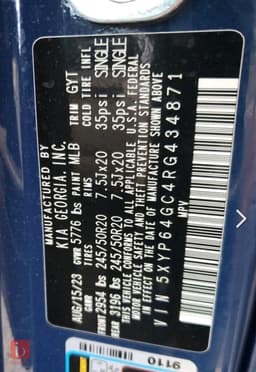 MANUFACTURED BY
KIA GEORGIA, INC.
AUG/15/23 PAINT MLB TRIM GYT
GVWR 5776 lbs
GAWR TIRES RIMS COLD TIRE INFL
FRONT 2954 lbs 245/50R20 7.5Jx20 35psi SINGLE
REAR 3196 lbs 245/50R20 7.5Jx20 35psi SINGLE
THIS VEHICLE CONFORMS TO ALL APPLICABLE U.S.A. FEDERAL
MOTOR VEHICLE SAFETY AND THEFT PREVENTION STANDARDS
IN EFFECT ON THE DATE OF MANUFACTURE SHOWN ABOVE
VIN 5XYP64GC4RG434871
MPV
9110